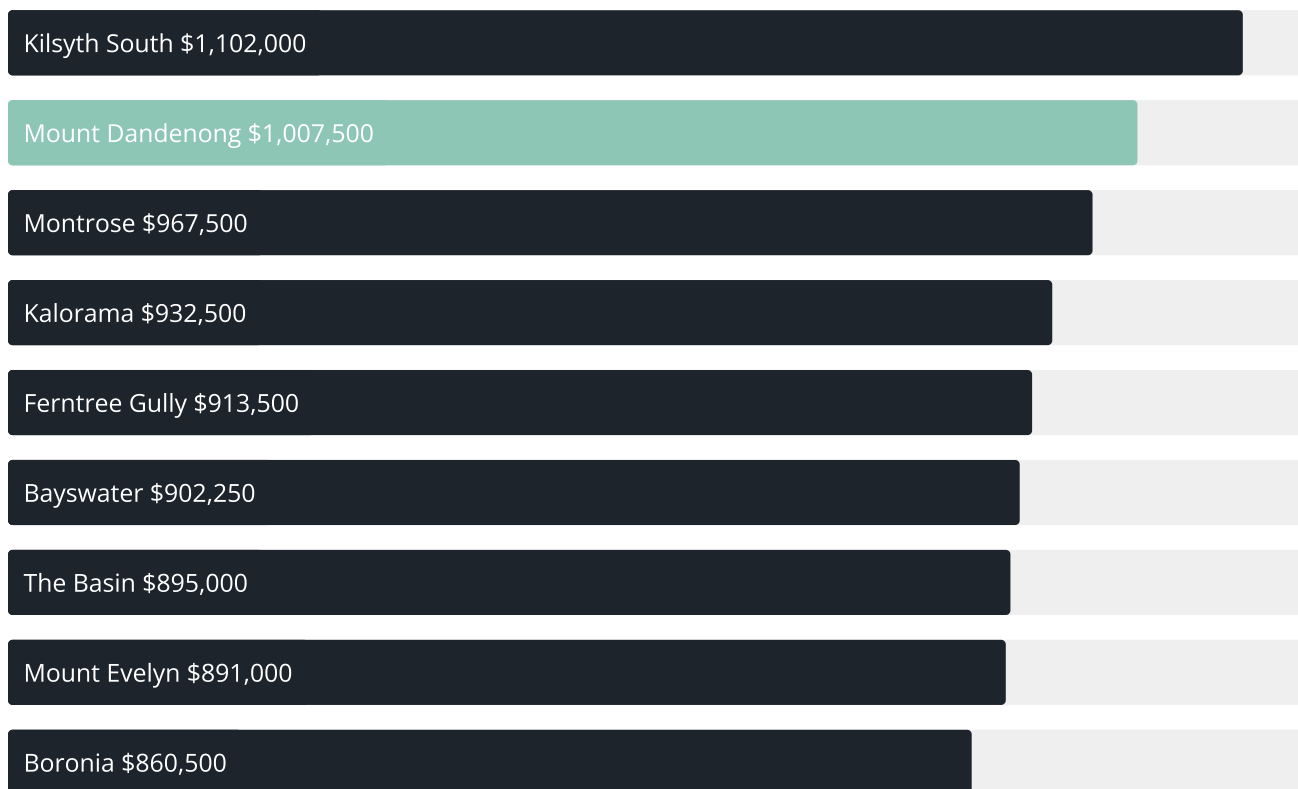 Kilsyth South $1,102,000
Mount Dandenong $1,007,500
Montrose $967,500
Kalorama $932,500
Ferntree Gully $913,500
Bayswater $902,250
The Basin $895,000
Mount Evelyn $891,000
Boronia $860,500